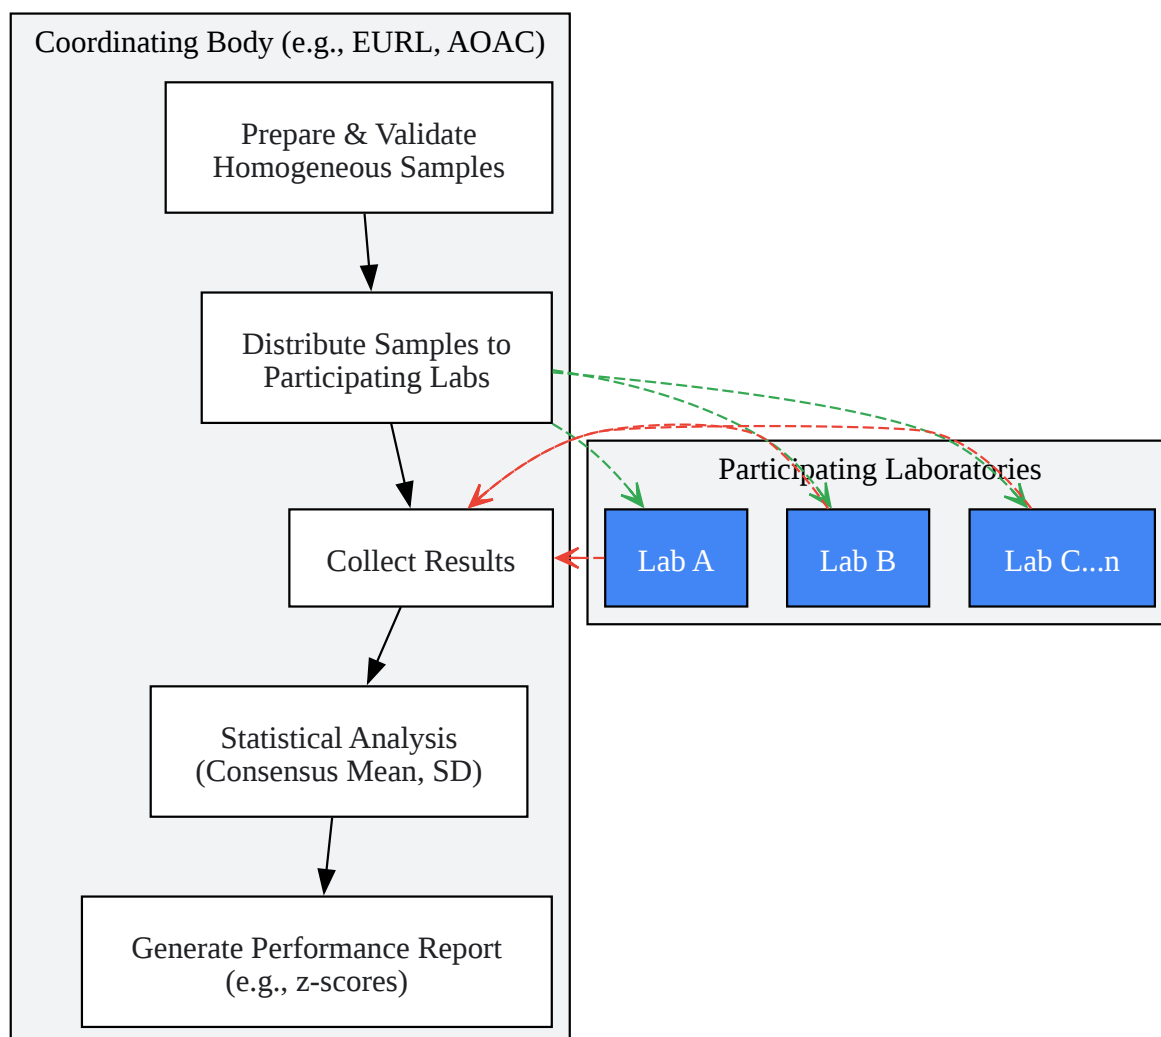 Coordinating Body (e.g., EURL, AOAC)
Prepare & Validate
Homogeneous Samples
Distribute Samples to
Participating Labs
Participating Laboratories
Collect Results
Lab A
Lab B
Lab C...n
Statistical Analysis
(Consensus Mean, SD)
Generate Performance Report
(e.g., z-scores)